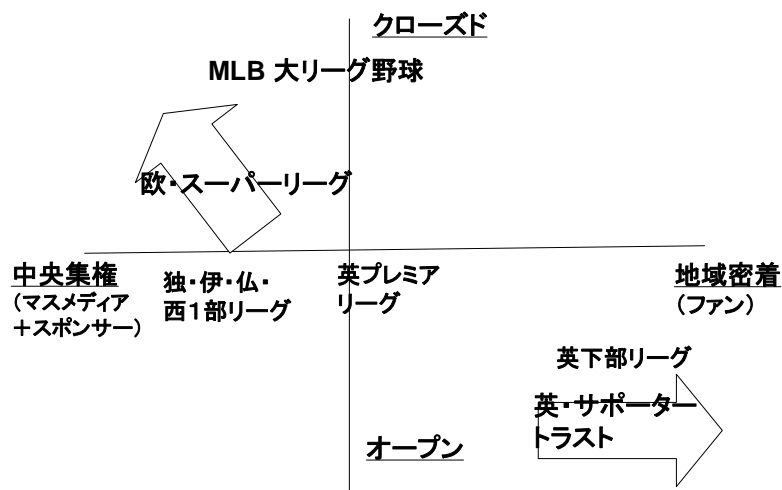 クローズド
MLB 大リーグ野球
欧・スーパーリーグ
中央集権
（マスメディア
＋スポンサー）
独・伊・仏・
西１部リーグ
英プレミア
リーグ
地域密着
（ファン）
英下部リーグ
英・サポーター
トラスト
オープン